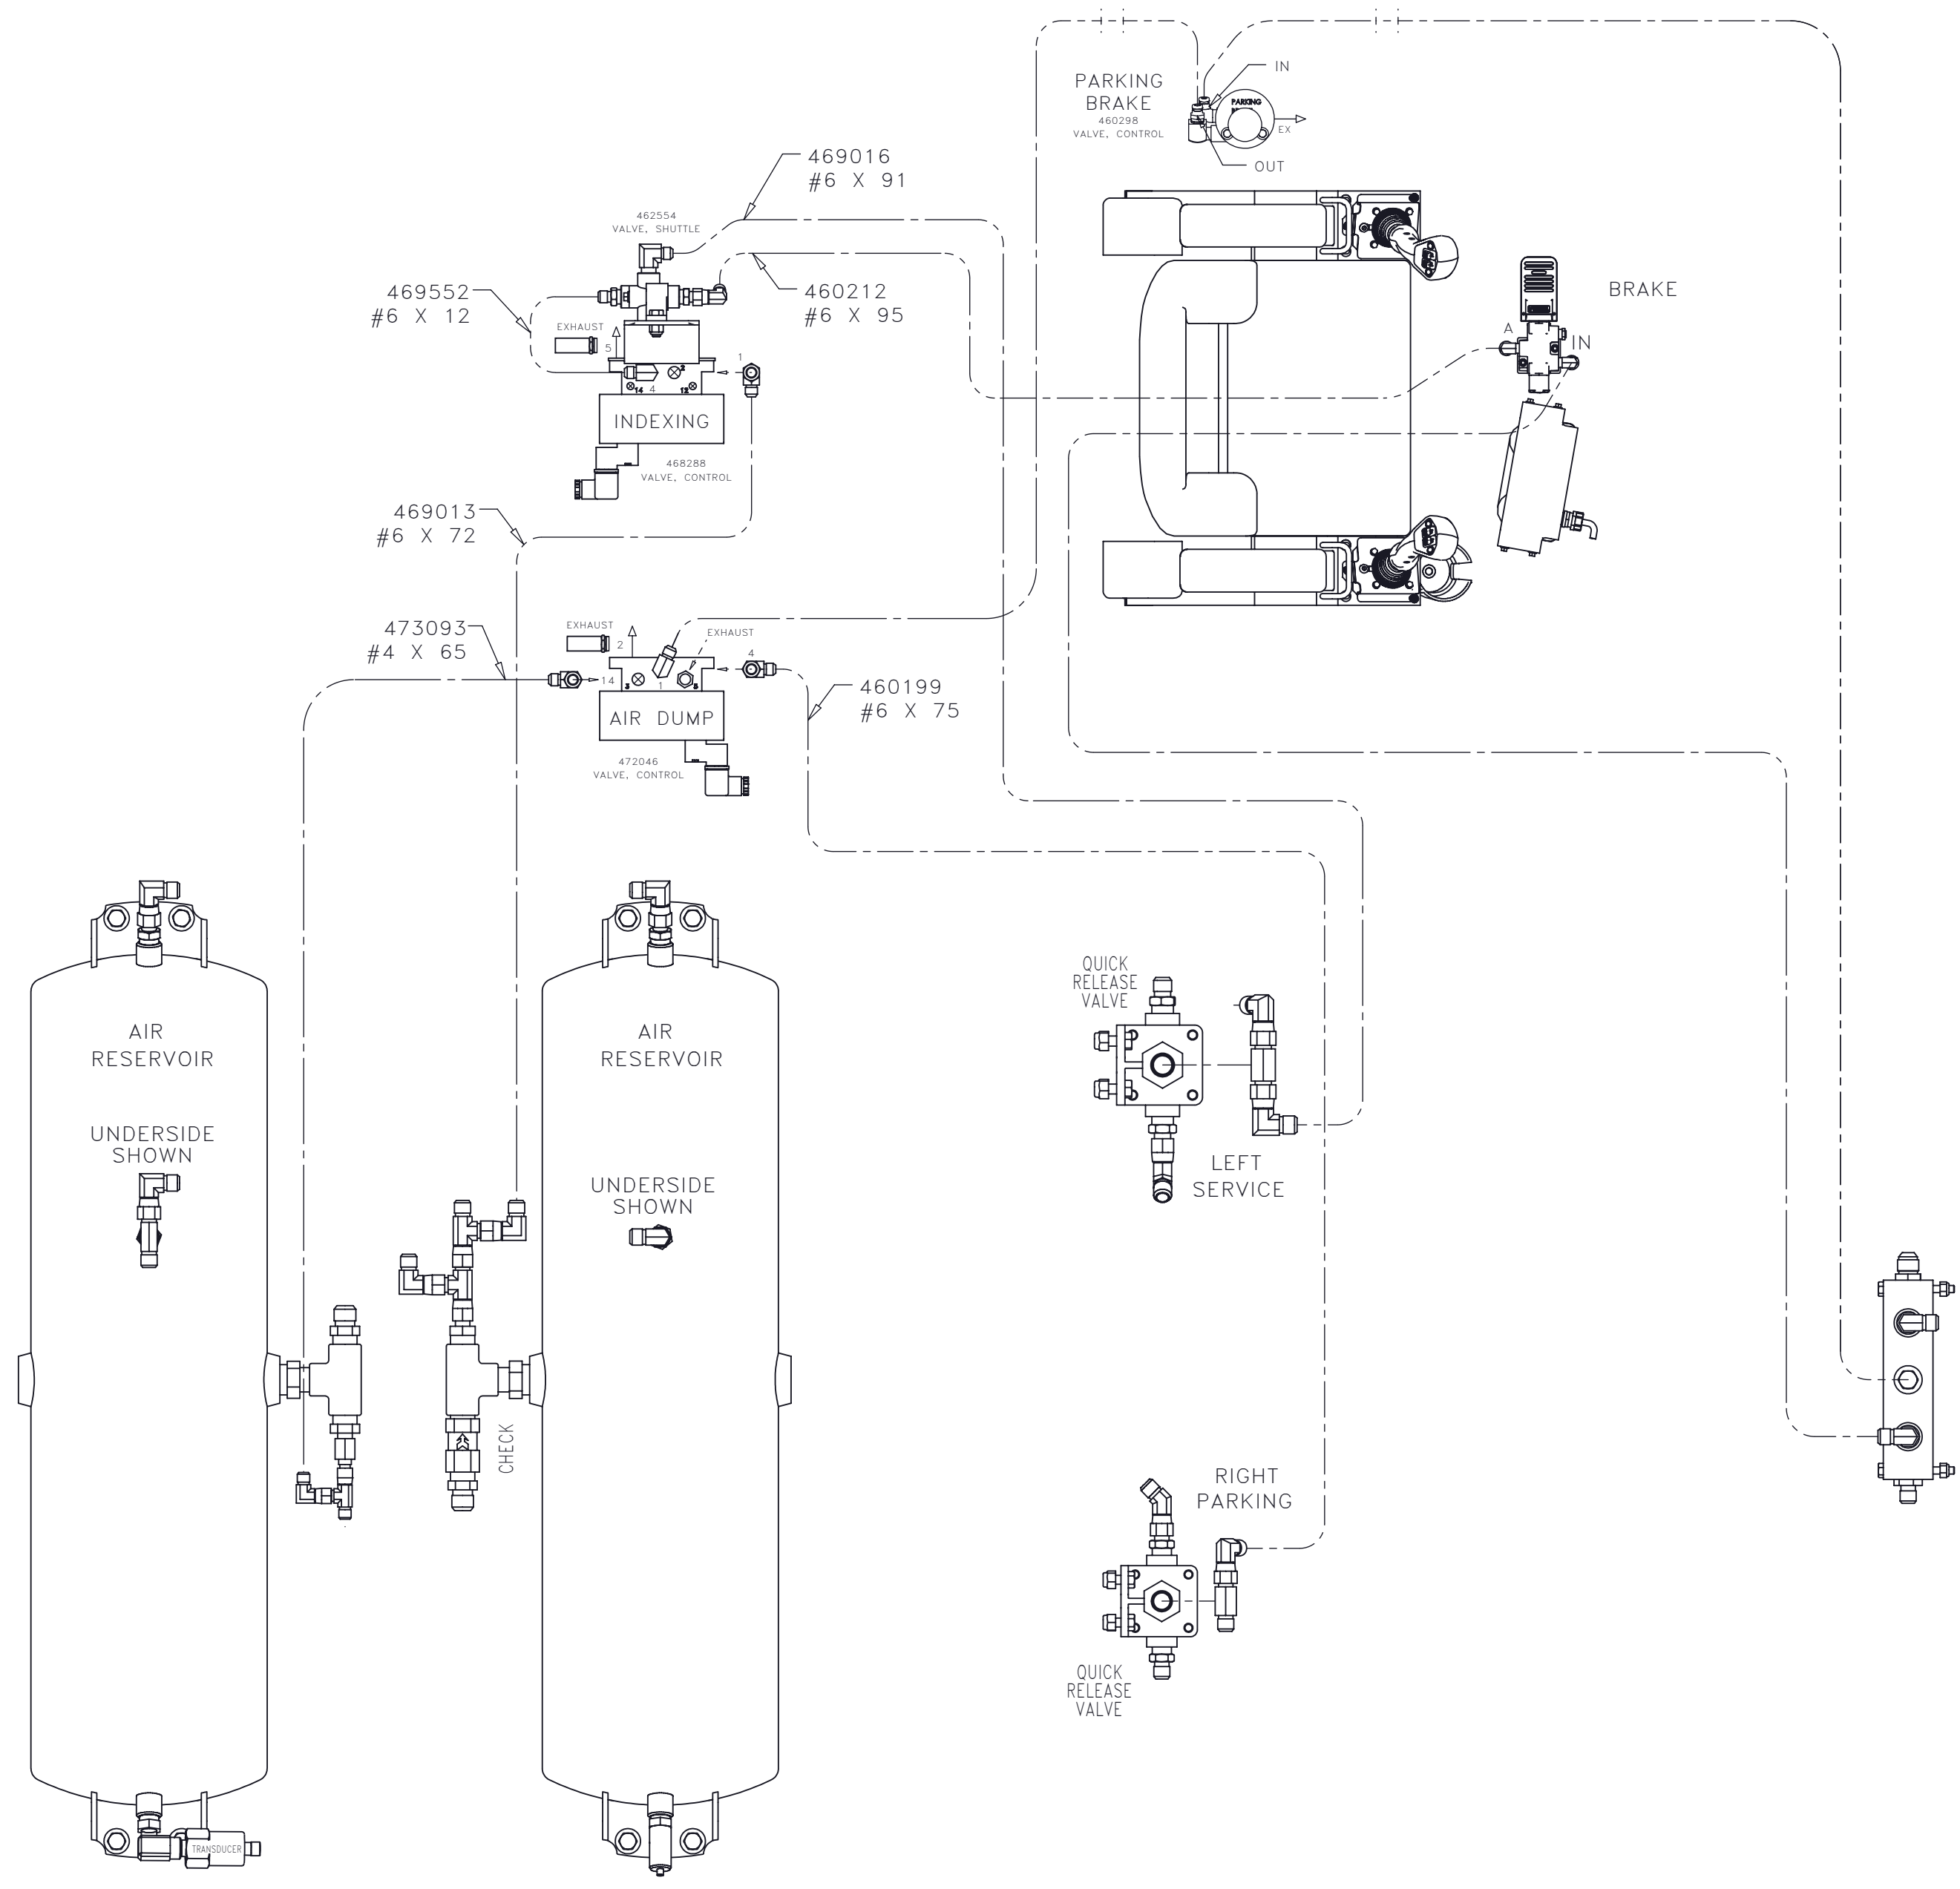 IN
PARKING
BRAKE
460298
VALVE, CONTROL
PARKING
EX
OUT
469016
#6 X 91
462554
VALVE, SHUTTLE
469552
#6 X 12
460212
#6 X 95
BRAKE
EXHAUST
5
1
A
IN
2
14
4
12
INDEXING
468288
VALVE, CONTROL
469013
#6 X 72
473093
#4 X 65
EXHAUST
2
EXHAUST
4
14
3
1
5
AIR DUMP
460199
#6 X 75
472046
VALVE, CONTROL
QUICK
RELEASE
VALVE
AIR
RESERVOIR
AIR
RESERVOIR
UNDERSIDE
SHOWN
UNDERSIDE
SHOWN
LEFT
SERVICE
CHECK
RIGHT
PARKING
QUICK
RELEASE
VALVE
TRANSDUCER